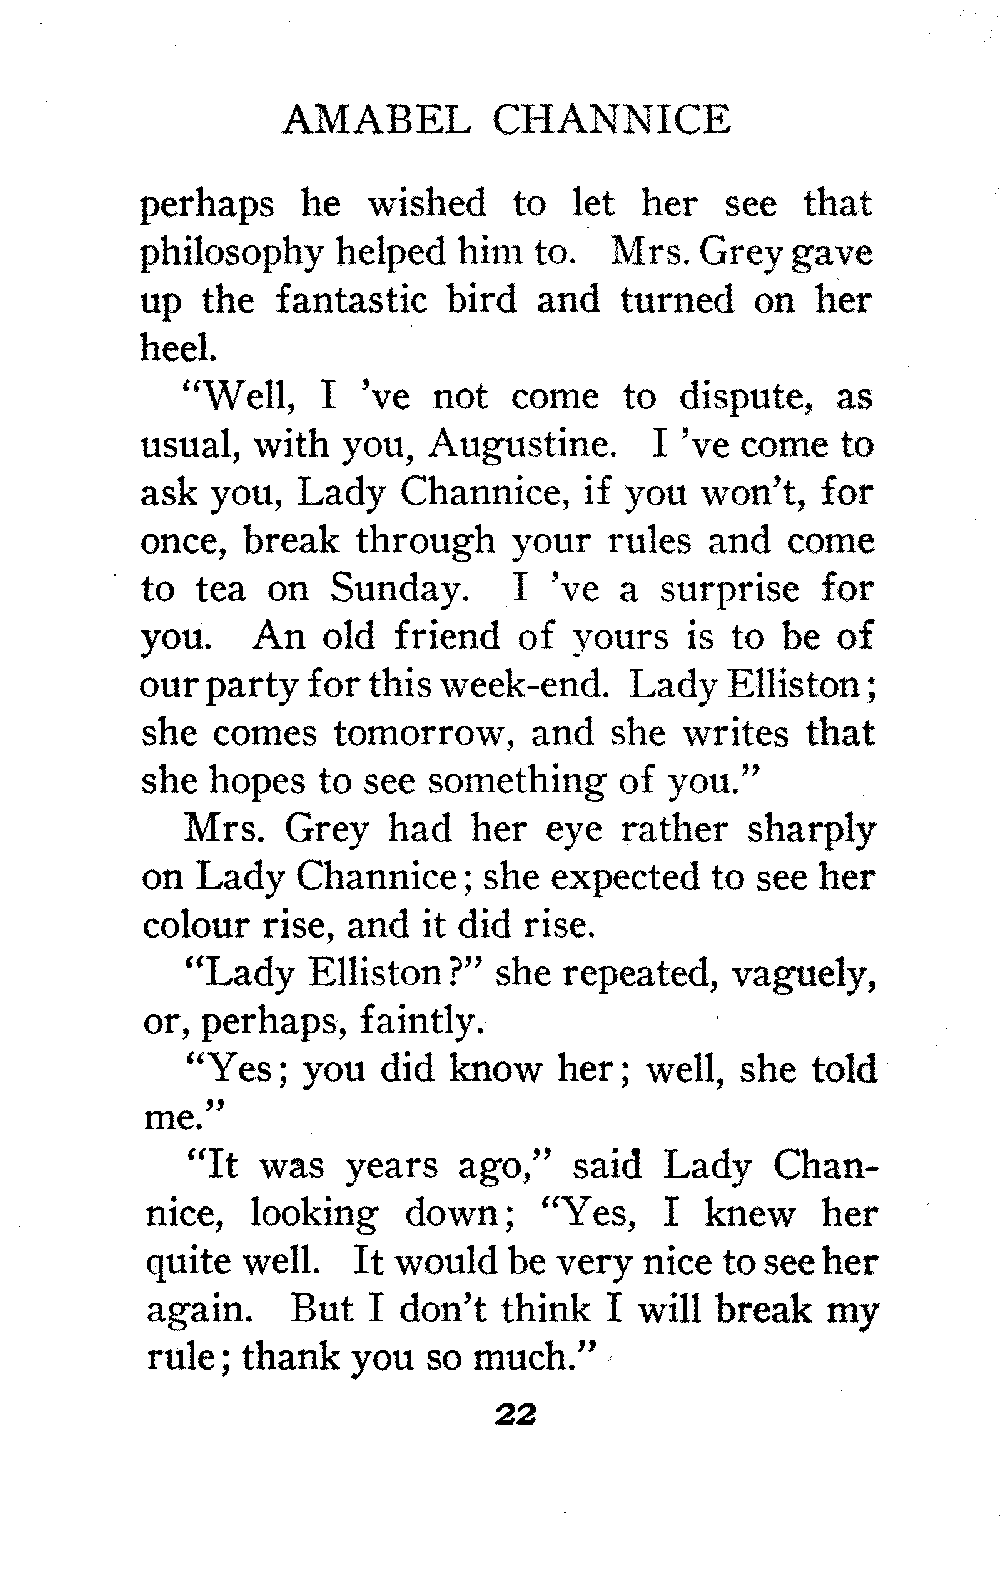 AMABEL CHANNICE
perhaps he wished to let her see that
philosophy helped him to. Mrs. Grey gave
up the fantastic bird and turned on her
heel.
“Well, I ’ve not come to dispute, as
usual, with you, Augustine. I ’ve come to
ask you, Lady Channice, if you won’t, for
once, break through your rules and come
to tea on Sunday. I ’ve a surprise for
you. An old friend of yours is to be of
our party for this week-end. Lady Elliston;
she comes tomorrow, and she writes that
she hopes to see something of you.”
Mrs. Grey had her eye rather sharply
on Lady Channice; she expected to see her
colour rise, and it did rise.
“Lady Elliston?” she repeated, vaguely,
or, perhaps, faintly.
“Yes; you did know her; well, she told
me.”
“It was years ago,” said Lady Chan-
nice, looking down; “Yes, I knew her
quite well. It would be very nice to see her
again. But I don’t think I will break my
rule; thank you so much.”
22